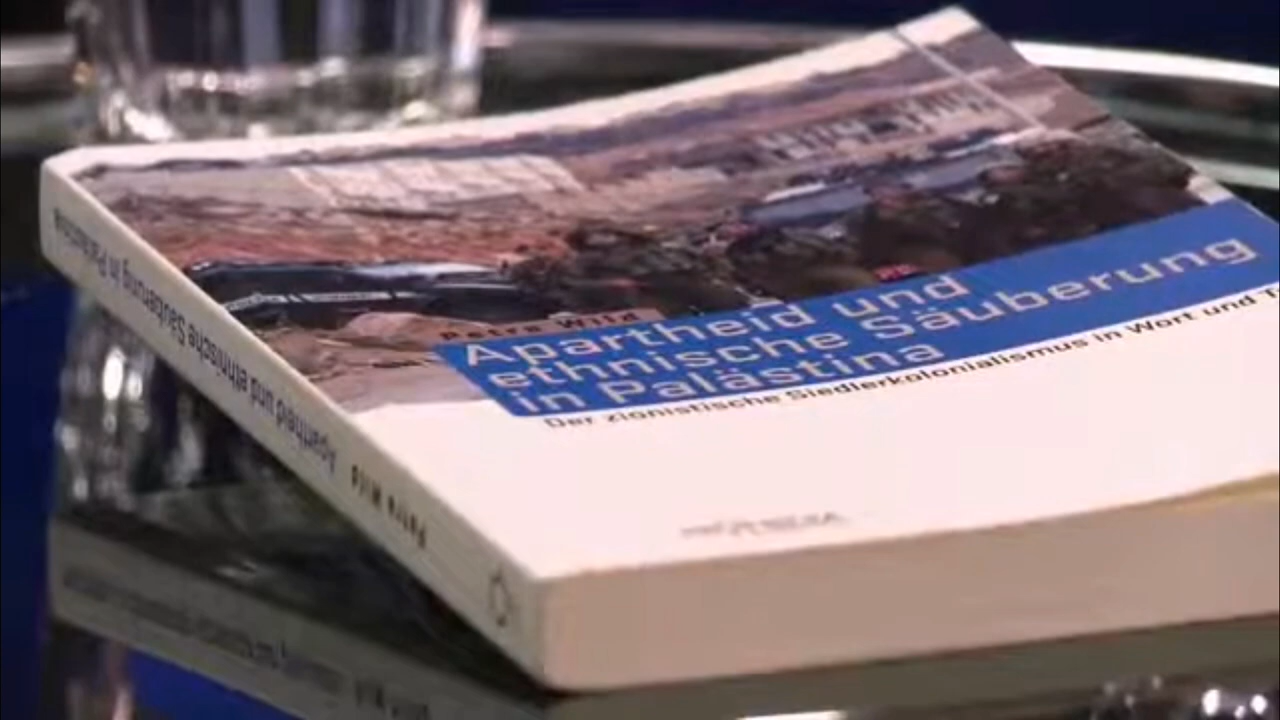 Petra Wild
Apartheid und
ethnische Säuberung
in Palästina
Der zionistische Siedlerkolonialismus in Wort und T
Petra Wild
Apartheid und ethnische Säuberung in Palästina